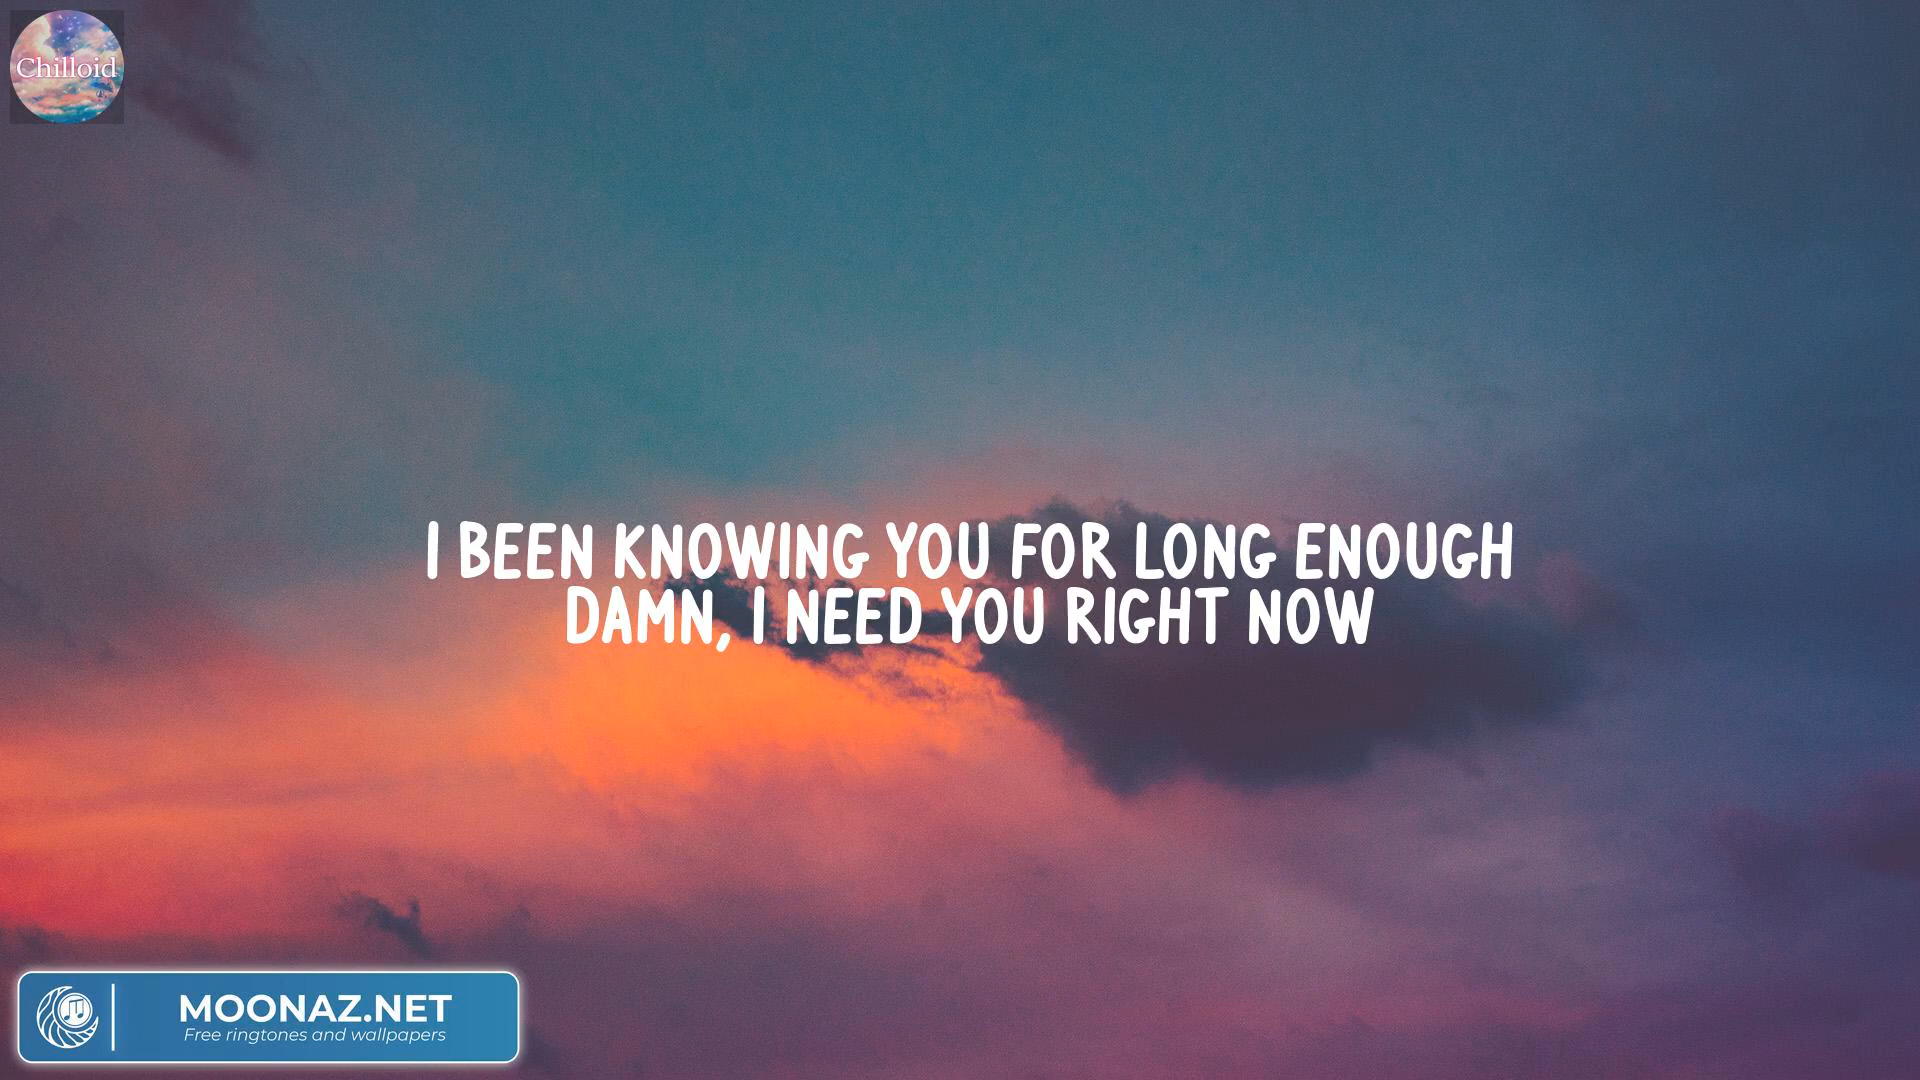 Chilloid
I BEEN KNOWING YOU FOR LONG ENOUGH
DAMN, I NEED YOU RIGHT NOW
MOONAZ.NET
Free ringtones and wallpapers